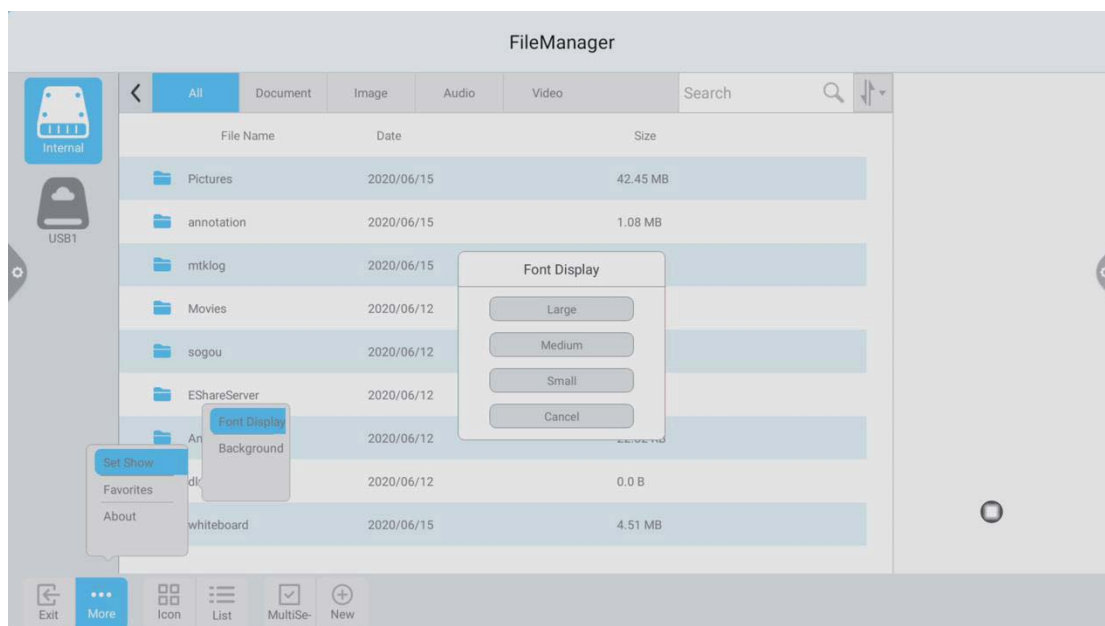 FileManager
Internal
USB1
All Document Image Audio Video Search
File Name Date Size
Pictures 2020/06/15 42.45 MB
annotation 2020/06/15 1.08 MB
mtklog 2020/06/15
Movies 2020/06/12
sogou 2020/06/12
EShareServer 2020/06/12
An 2020/06/12
2020/06/12 0.0 B
whiteboard 2020/06/15 4.51 MB
Font Display
Large
Medium
Small
Cancel
Font Display
Background
Set Show
Favorites
About
Exit More Icon List MultiSe- New